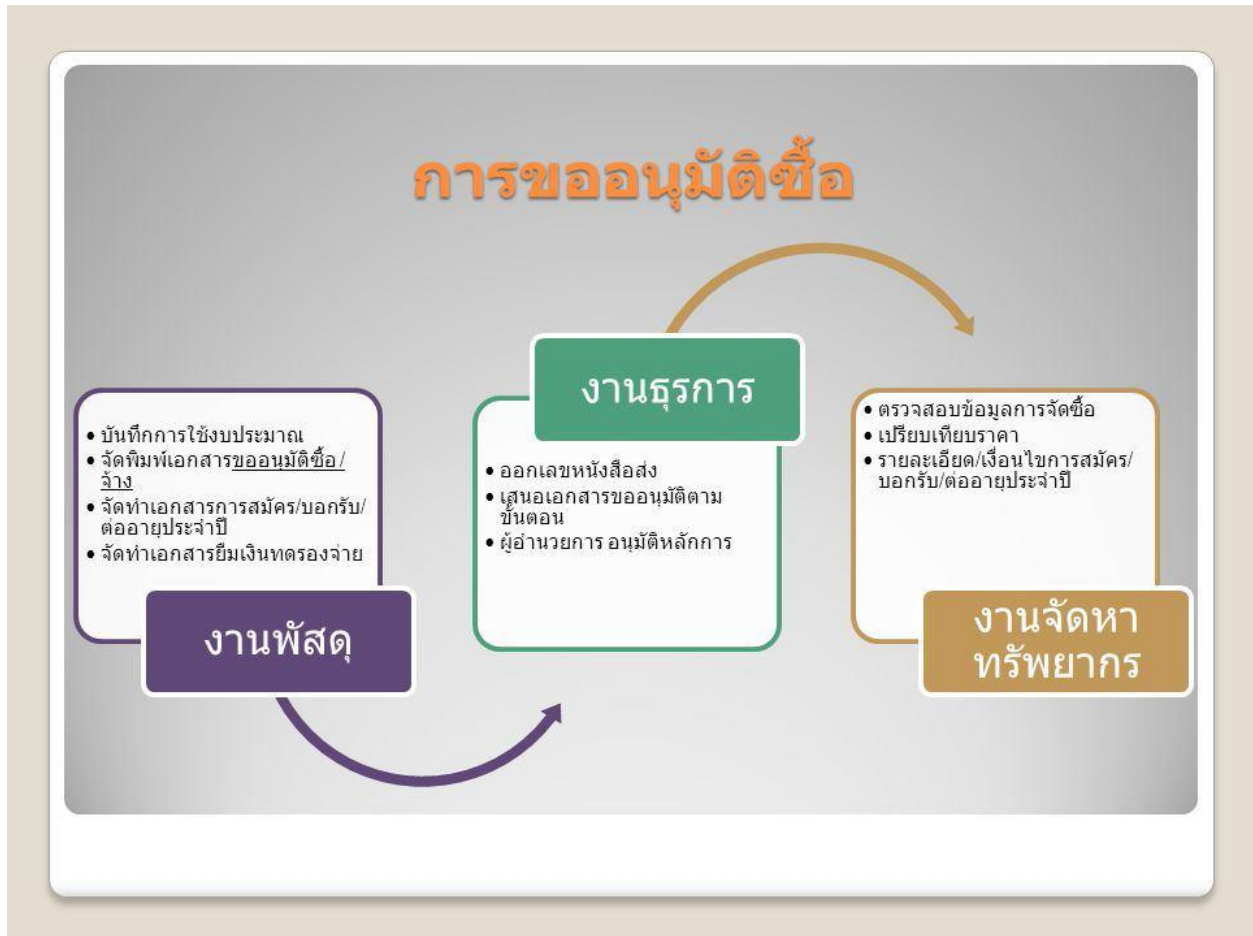 การขออนุมัติซื้อ
• บันทึกการใช้งบประมาณ
• จัดพิมพ์เอกสารขออนุมัติซื้อ/
จ้าง
• จัดทำเอกสารการสมัคร/บอกรับ/
ต่ออายุประจำปี
• จัดทำเอกสารยืมเงินทดรองจ่าย
งานพัสดุ
งานธุรการ
• ออกเลขหนังสือส่ง
• เสนอเอกสารขออนุมัติตาม
ขั้นตอน
• ผู้อำนวยการ อนุมัติหลักการ
• ตรวจสอบข้อมูลการจัดซื้อ
• เปรียบเทียบราคา
• รายละเอียด/เงื่อนไขการสมัคร/
บอกรับ/ต่ออายุประจำปี
งานจัดหา
ทรัพยากร